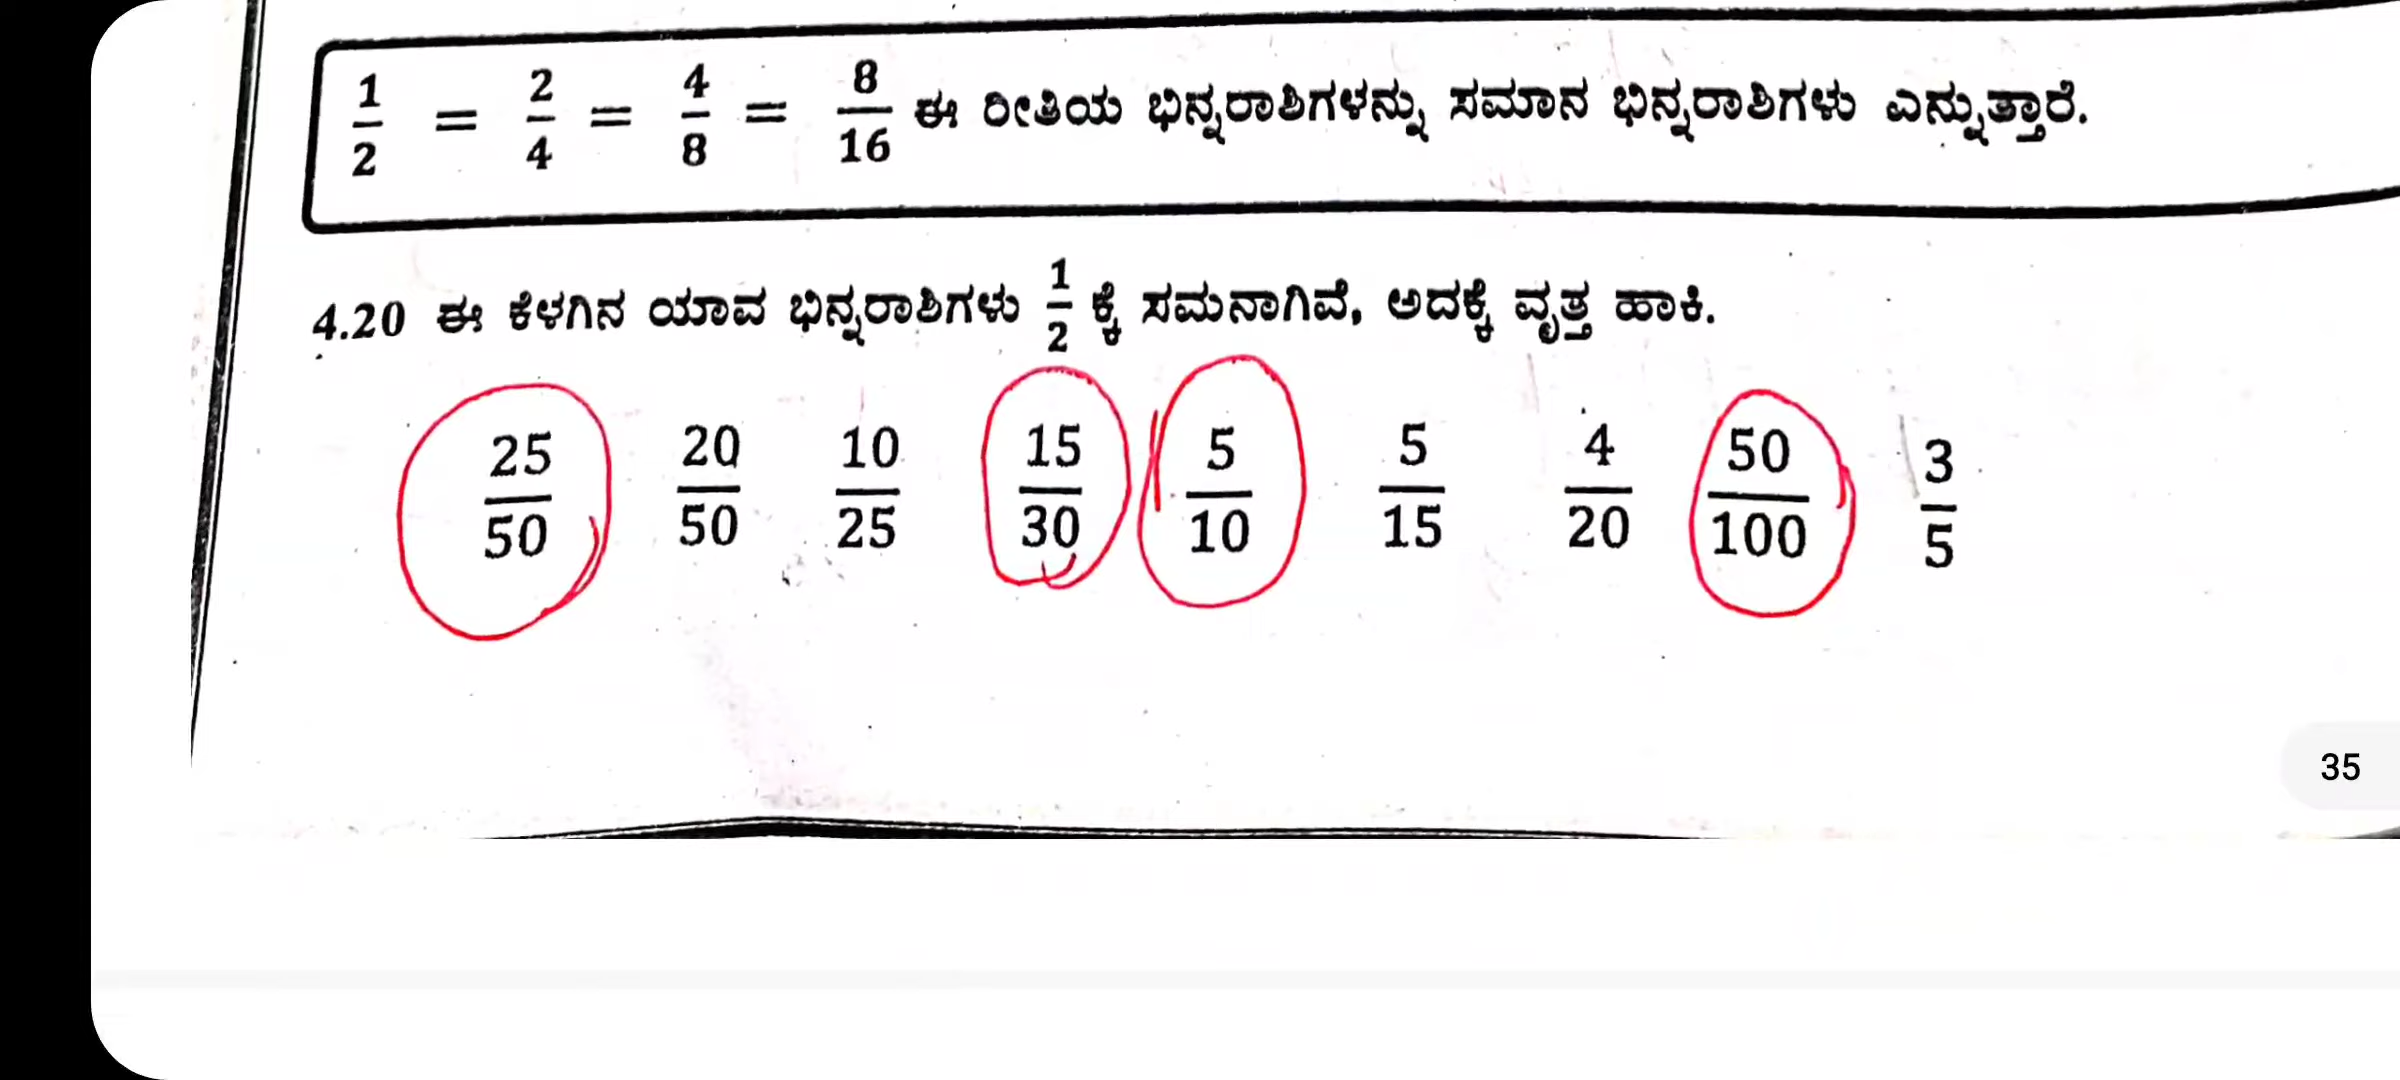 1/2 = 2/4 = 4/8 = 8/16 ಈ ರೀತಿಯ ಭಿನ್ನರಾಶಿಗಳನ್ನು ಸಮಾನ ಭಿನ್ನರಾಶಿಗಳು ಎನ್ನುತ್ತಾರೆ.
4.20 ಈ ಕೆಳಗಿನ ಯಾವ ಭಿನ್ನರಾಶಿಗಳು 1/2 ಕ್ಕೆ ಸಮನಾಗಿವೆ, ಅದಕ್ಕೆ ವೃತ್ತ ಹಾಕಿ.
25/50 20/50 10/25 15/30 5/10 5/15 4/20 50/100 3/5
35